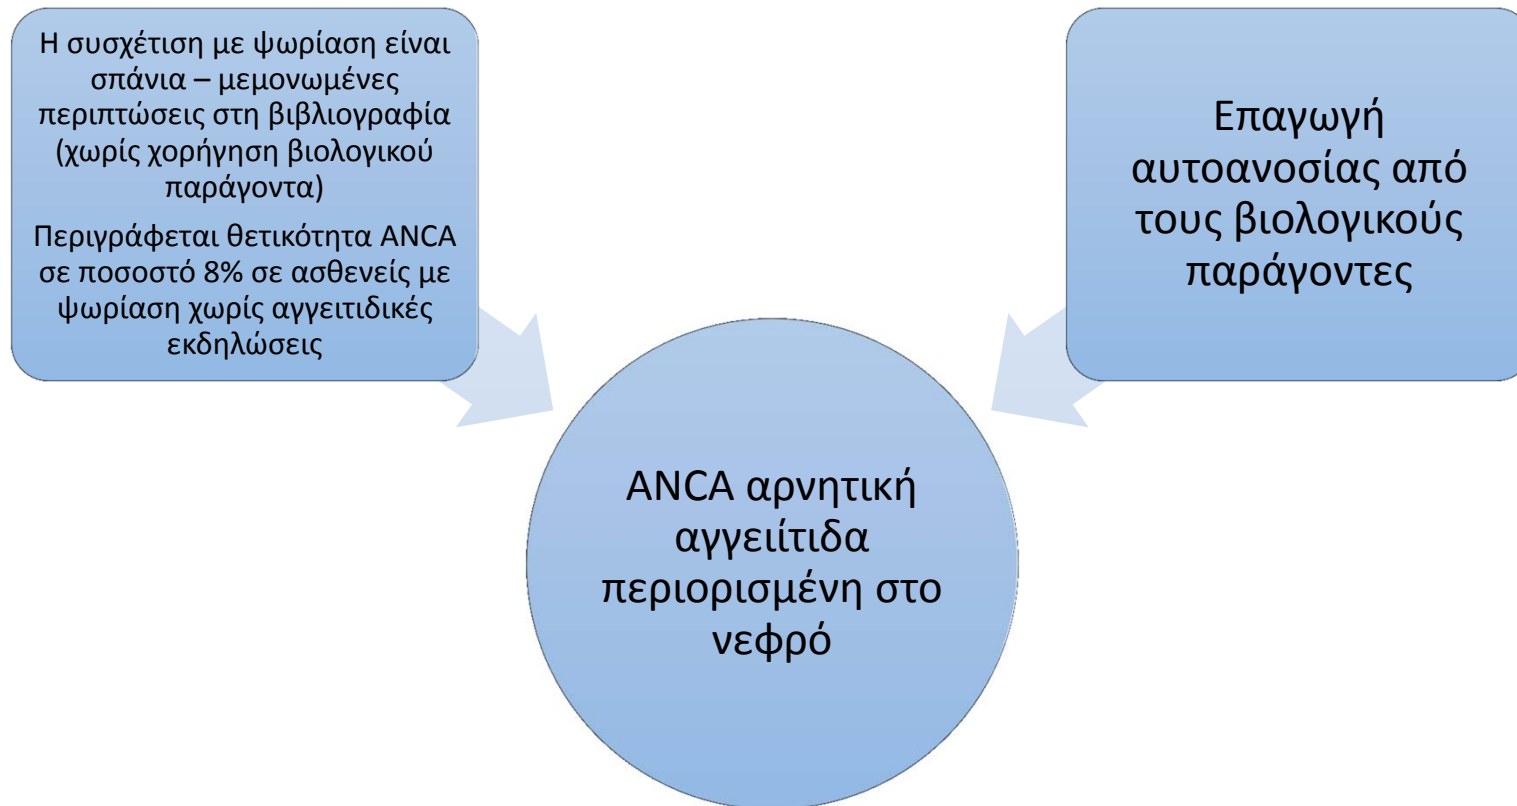 Η συσχέτιση με ψωρίαση είναι
σπάνια – μεμονωμένες
περιπτώσεις στη βιβλιογραφία
(χωρίς χορήγηση βιολογικού
παράγοντα)
Περιγράφεται θετικότητα ANCA
σε ποσοστό 8% σε ασθενείς με
ψωρίαση χωρίς αγγειτιδικές
εκδηλώσεις
Επαγωγή
αυτοανοσίας από
τους βιολογικούς
παράγοντες
ANCA αρνητική
αγγειίτιδα
περιορισμένη στο
νεφρό